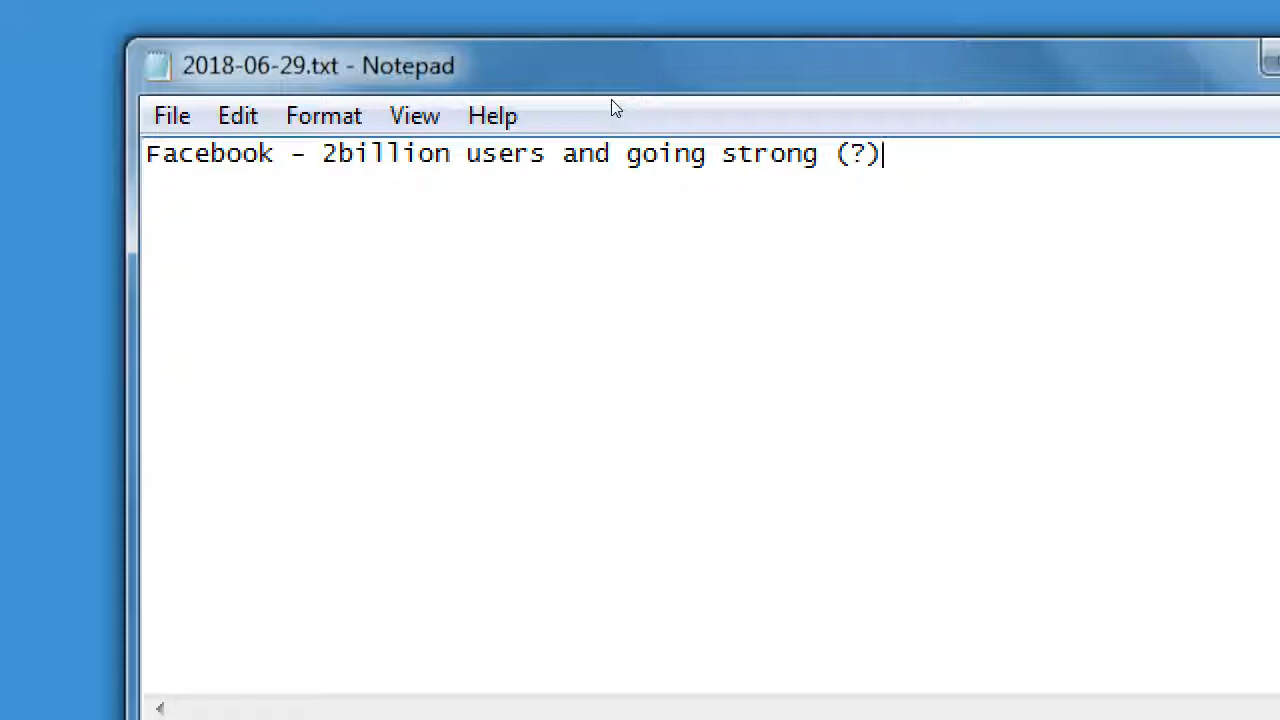 2018-06-29.txt - Notepad
File Edit Format View Help
Facebook - 2billion users and going strong (?)